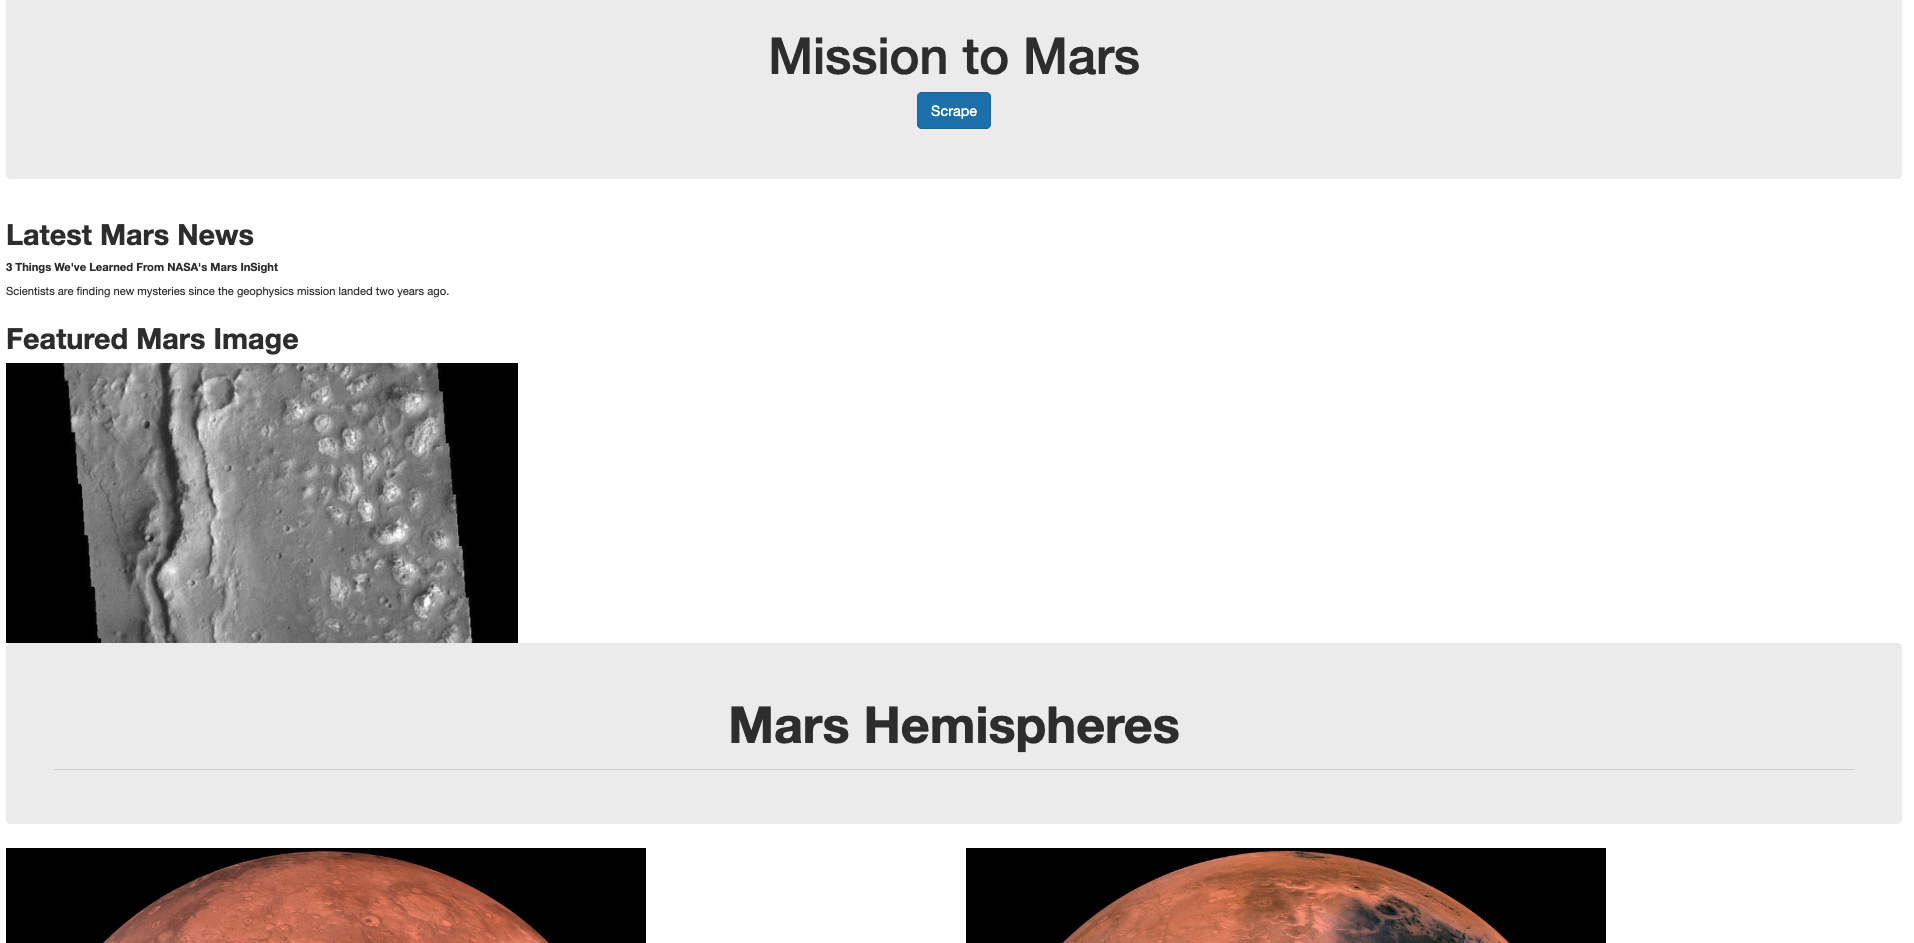 Mission to Mars
Scrape
Latest Mars News
3 Things We've Learned From NASA's Mars InSight
Scientists are finding new mysteries since the geophysics mission landed two years ago.
Featured Mars Image
Mars Hemispheres